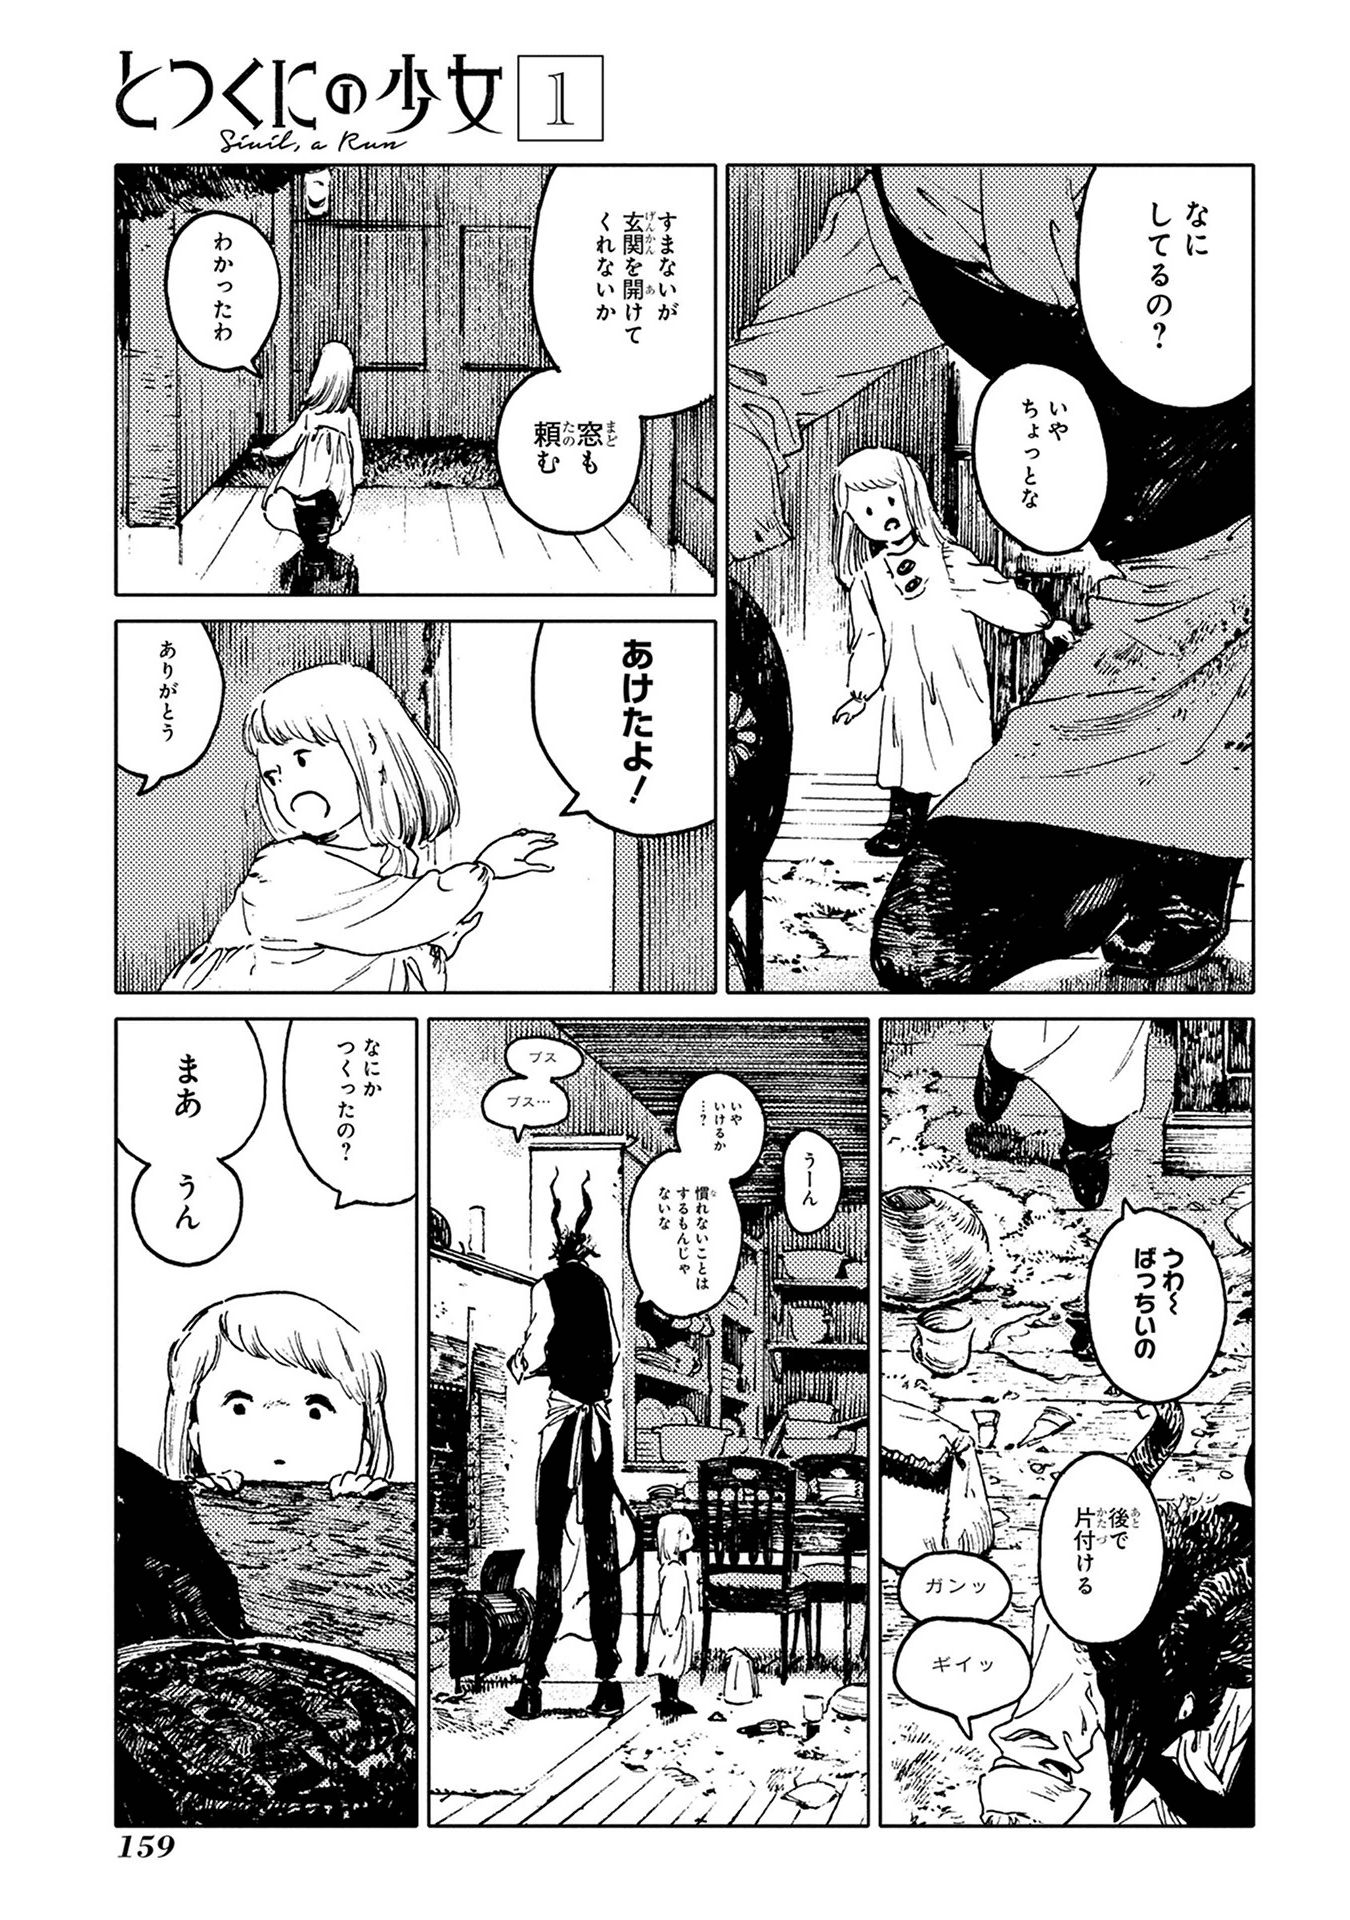 とつくにの少女
1
Siúil, a Rún
なに
してるの?
いや
ちょっとな
すまないが
玄関を開けて
くれないか
窓も
頼む
わかったわ
あけたよ!
ありがとう
うわ〜
ばっちいの
後で
片付ける
ガンッ
ギイッ
うーん
いや
いけるか
…?
慣れないことは
するもんじゃ
ないな
ブス
ブス…
なにか
つくったの?
まあ
うん
159